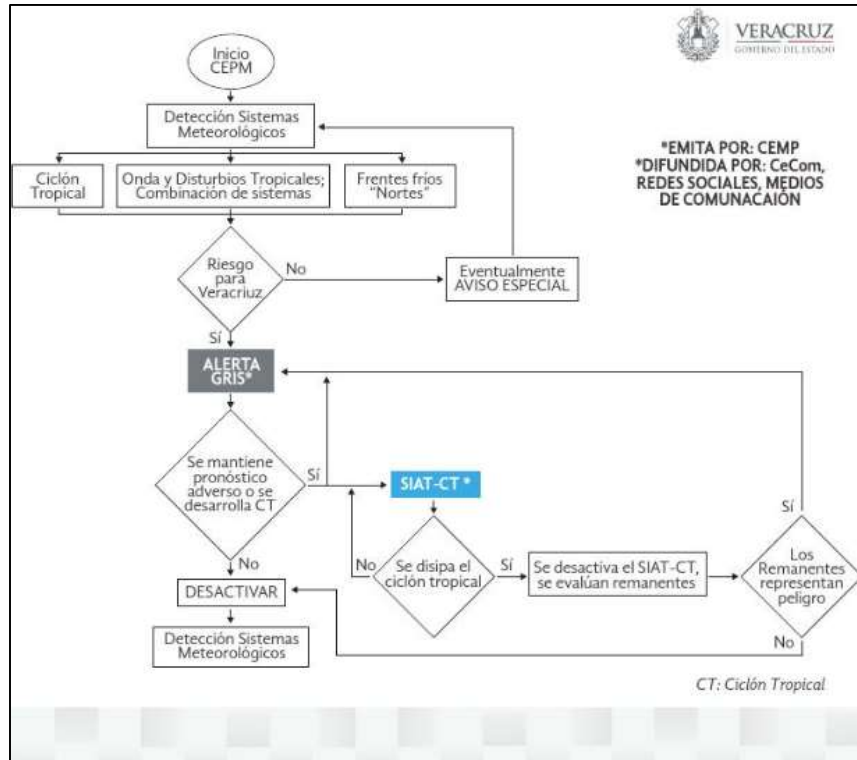 VERACRUZ
GOBIERNO DEL ESTADO
Inicio
CEPM
Detección Sistemas
Meteorológicos
*EMITA POR: CEMP
*DIFUNDIDA POR: CeCom,
REDES SOCIALES, MEDIOS
DE COMUNACAIÓN
Ciclón
Tropical
Onda y Disturbios Tropicales;
Combinación de sistemas
Frentes fríos
“Nortes”
Riesgo
para
Veracriuz
No
Eventualmente
AVISO ESPECIAL
Sí
ALERTA
GRIS*
Se mantiene
pronóstico
adverso o se
desarrolla CT
Sí
SIAT-CT *
No
Se disipa el
ciclón tropical
Sí
Se desactiva el SIAT-CT,
se evalúan remanentes
Sí
Los
Remanentes
representan
peligro
No
No
DESACTIVAR
Detección Sistemas
Meteorológicos
CT: Ciclón Tropical